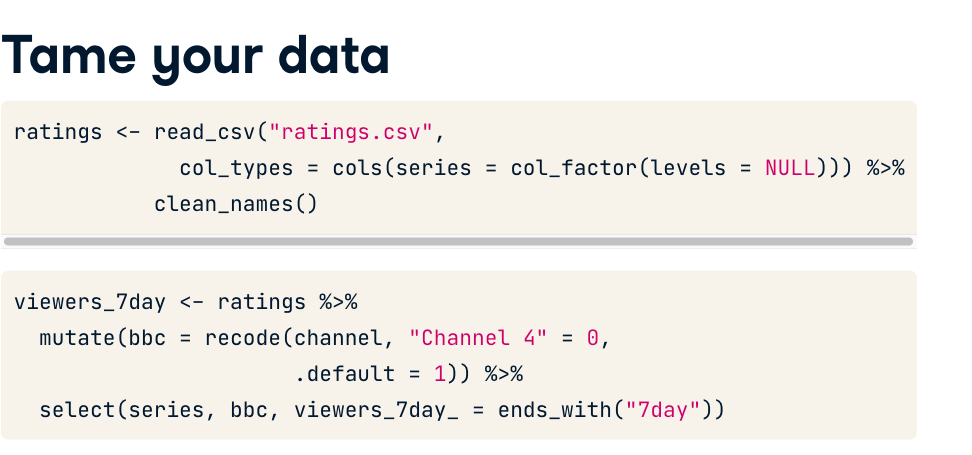 Tame your data
ratings <- read_csv("ratings.csv",
             col_types = cols(series = col_factor(levels = NULL))) %>%
           clean_names()
viewers_7day <- ratings %>%
  mutate(bbc = recode(channel, "Channel 4" = 0,
                      .default = 1)) %>%
  select(series, bbc, viewers_7day_ = ends_with("7day"))